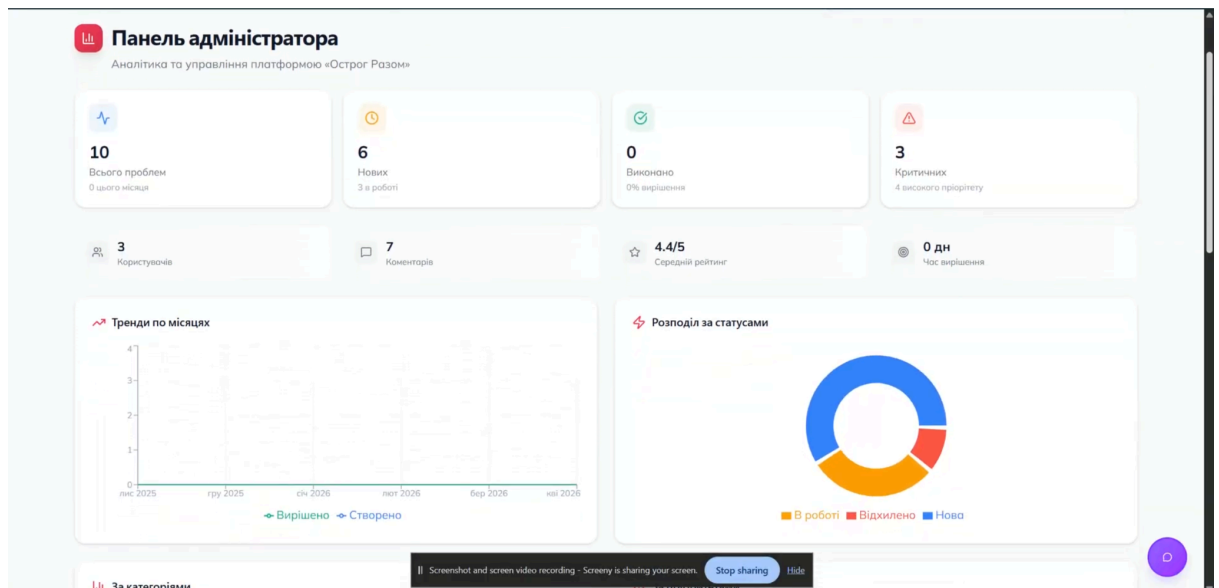 Панель адміністратора
Аналітика та управління платформою «Острог Разом»
10
Всього проблем
0 цього місяця
6
Нових
3 в роботі
0
Виконано
0% вирішення
3
Критичних
4 високого пріорітету
3
Користувачів
7
Коментарів
4.4/5
Середній рейтинг
0 дн
Час вирішення
Тренди по місяцях
4
3
2
1
0
лис 2025 гру 2025 січ 2026 лют 2026 бер 2026 кві 2026
Вирішено Створено
Розподіл за статусами
В роботі Відхилено Нова
Screenshot and screen video recording - Screeny is sharing your screen. Stop sharing Hide
За категоріями